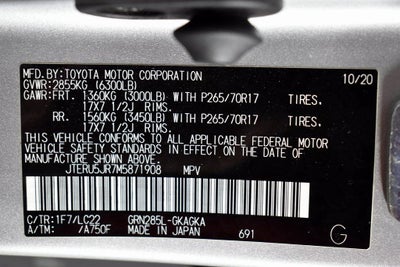 MFD.BY:TOYOTA MOTOR CORPORATION 10/20
GVWR:2855KG (6300LB)
GAWR:FRT. 1360KG (3000LB) WITH P265/70R17 TIRES,
17X7 1/2J RIMS.
RR. 1560KG (3450LB) WITH P265/70R17 TIRES,
17X7 1/2J RIMS.
THIS VEHICLE CONFORMS TO ALL APPLICABLE FEDERAL MOTOR
VEHICLE SAFETY STANDARDS IN EFFECT ON THE DATE OF
MANUFACTURE SHOWN ABOVE.
JTERU5JR7M5871908 MPV
C/TR:1F7/LC22 GRN285L-GKAGKA
A/TM: /A750F MADE IN JAPAN 691 G